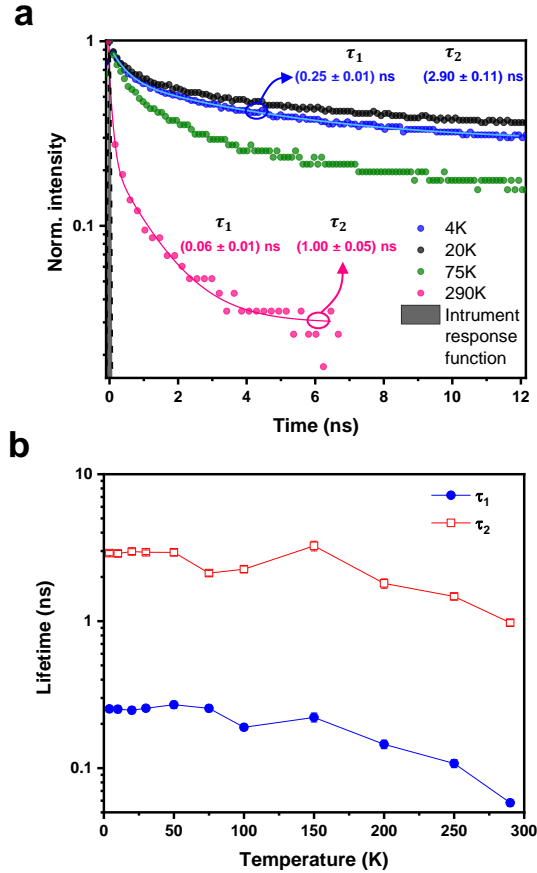 a
1
0.1
Norm. intensity
τ₁ τ₂
(0.25 ± 0.01) ns (2.90 ± 0.11) ns
τ₁ τ₂
(0.06 ± 0.01) ns (1.00 ± 0.05) ns
4K
20K
75K
290K
Intrument
response
function
0 2 4 6 8 10 12
Time (ns)
b
10
1
0.1
Lifetime (ns)
τ₁
τ₂
0 50 100 150 200 250 300
Temperature (K)